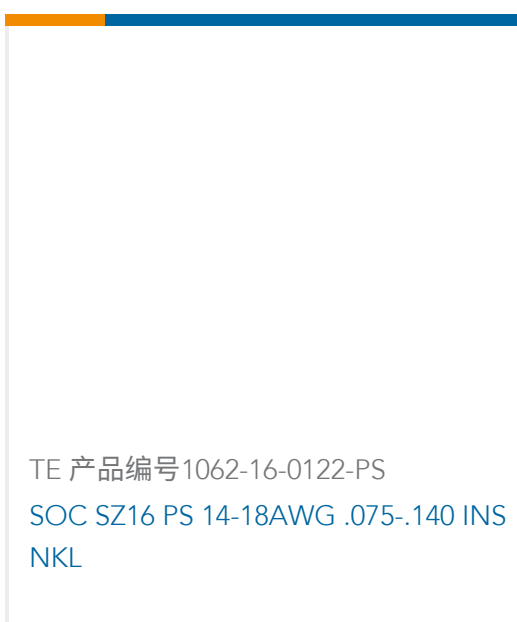 TE 产品编号1062-16-0122-PS
SOC SZ16 PS 14-18AWG .075-.140 INS
NKL